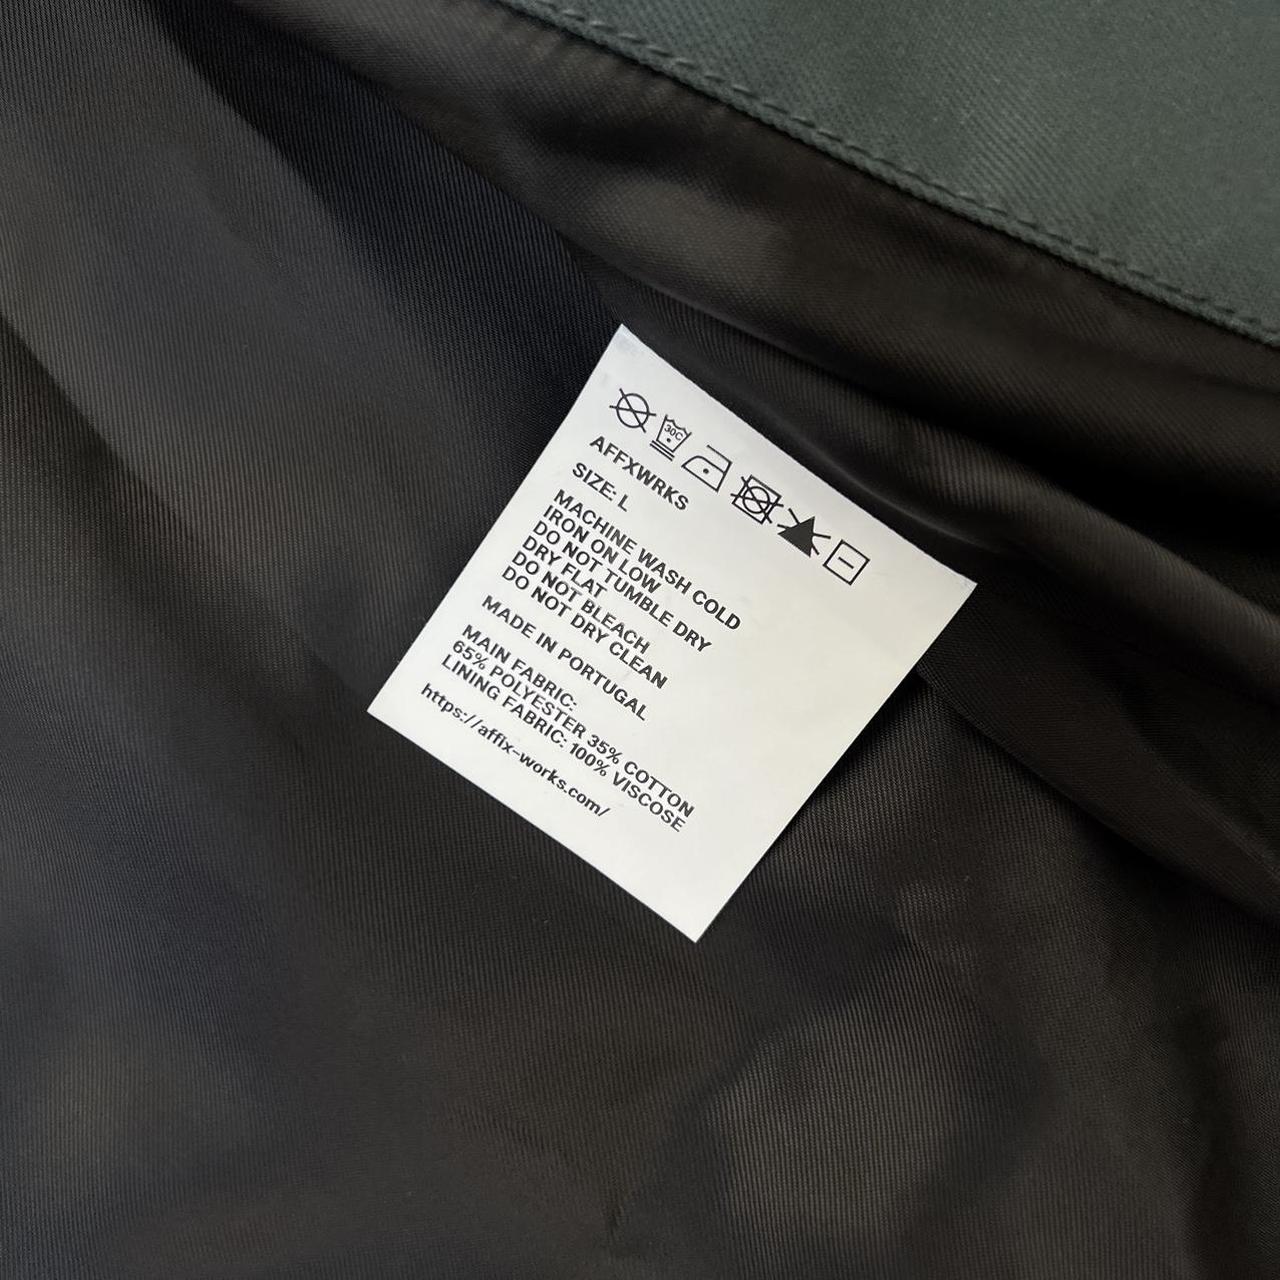 30C
AFFXWRKS
SIZE: L
MACHINE WASH COLD
IRON ON LOW
DO NOT TUMBLE DRY
DRY FLAT
DO NOT BLEACH
DO NOT DRY CLEAN
MADE IN PORTUGAL
MAIN FABRIC:
65% POLYESTER 35% COTTON
LINING FABRIC: 100% VISCOSE
https://affix-works.com/